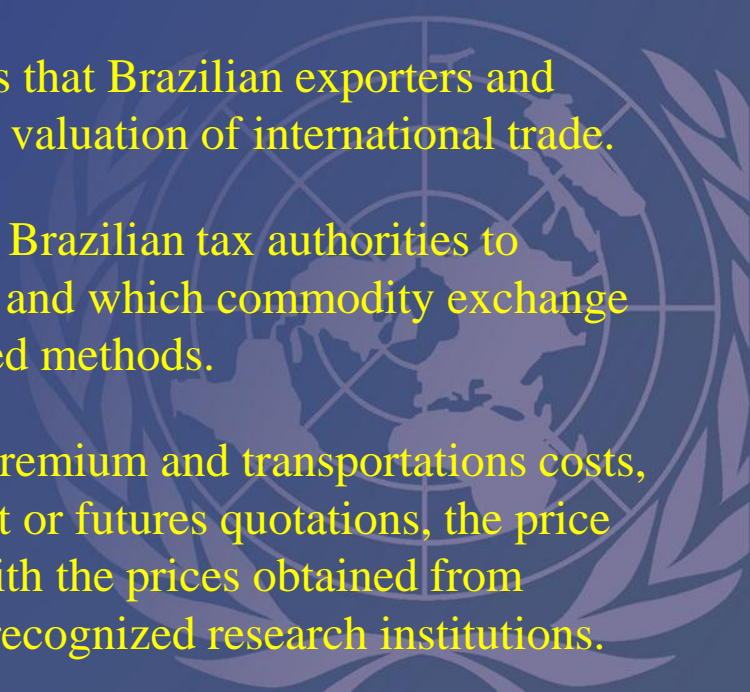 s that Brazilian exporters and
valuation of international trade.
Brazilian tax authorities to
and which commodity exchange
ed methods.
remium and transportations costs,
t or futures quotations, the price
ith the prices obtained from
recognized research institutions.